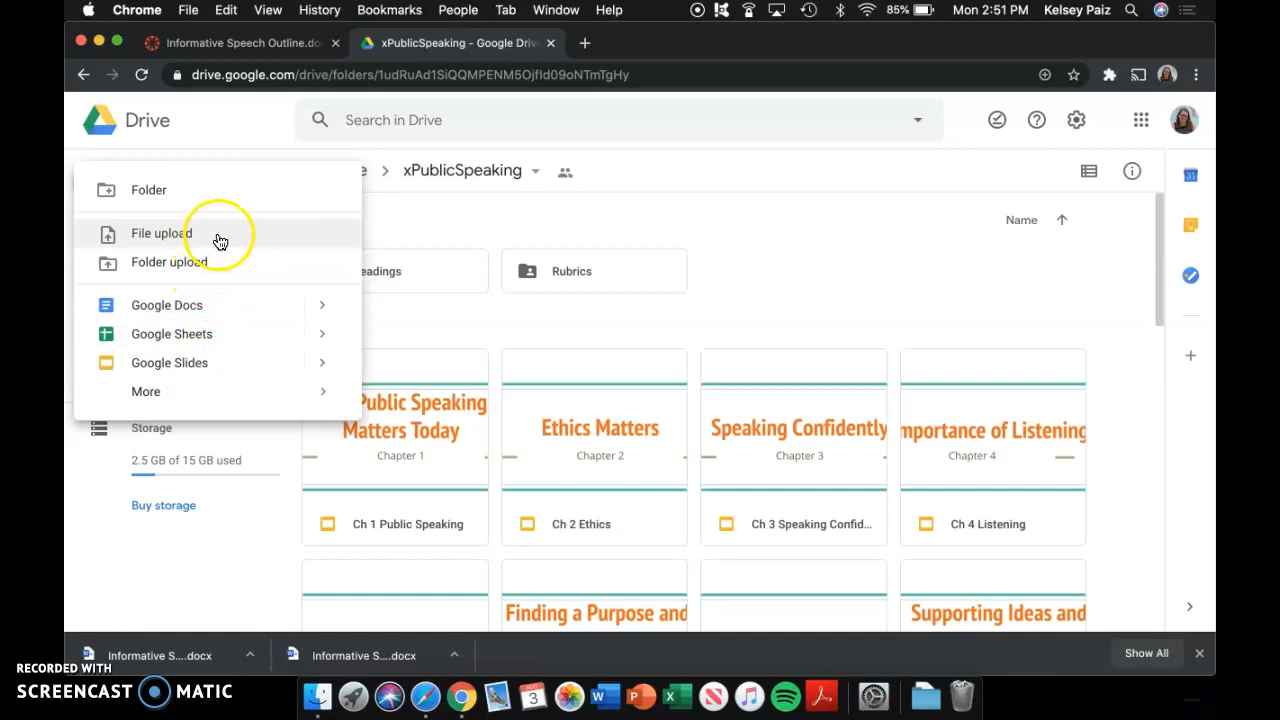 Chrome File Edit View History Bookmarks People Tab Window Help 85% Mon 2:51 PM Kelsey Paiz
Informative Speech Outline.do xPublicSpeaking - Google Driv
drive.google.com/drive/folders/1udRuAd1SiQQMPENM5OjfId09oNTmTgHy
Drive
Search in Drive
Folder
File upload
Folder upload
Google Docs
Google Sheets
Google Slides
More
Storage
2.5 GB of 15 GB used
Buy storage
e xPublicSpeaking
31
Name
eadings
Rubrics
Public Speaking
Matters Today
Chapter 1
Ch 1 Public Speaking
Ethics Matters
Chapter 2
Ch 2 Ethics
Speaking Confidently
Chapter 3
Ch 3 Speaking Confid...
mportance of Listening
Chapter 4
Ch 4 Listening
Finding a Purpose and
Supporting Ideas and
Informative S....docx
Informative S....docx
Show All
RECORDED WITH
SCREENCAST MATIC
3